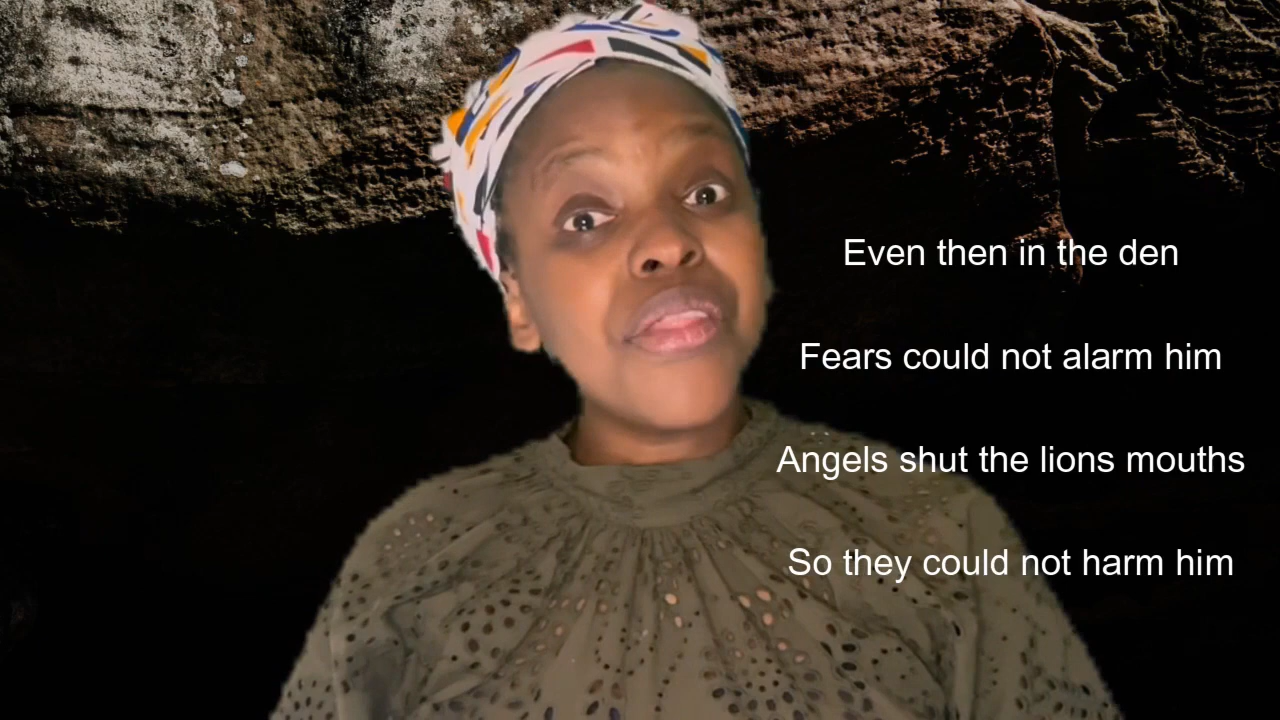 Even then in the den
Fears could not alarm him
Angels shut the lions mouths
So they could not harm him